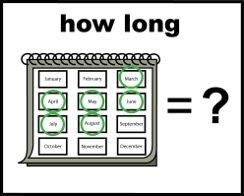 how long
January February March
April May June = ?
July August September
October November December